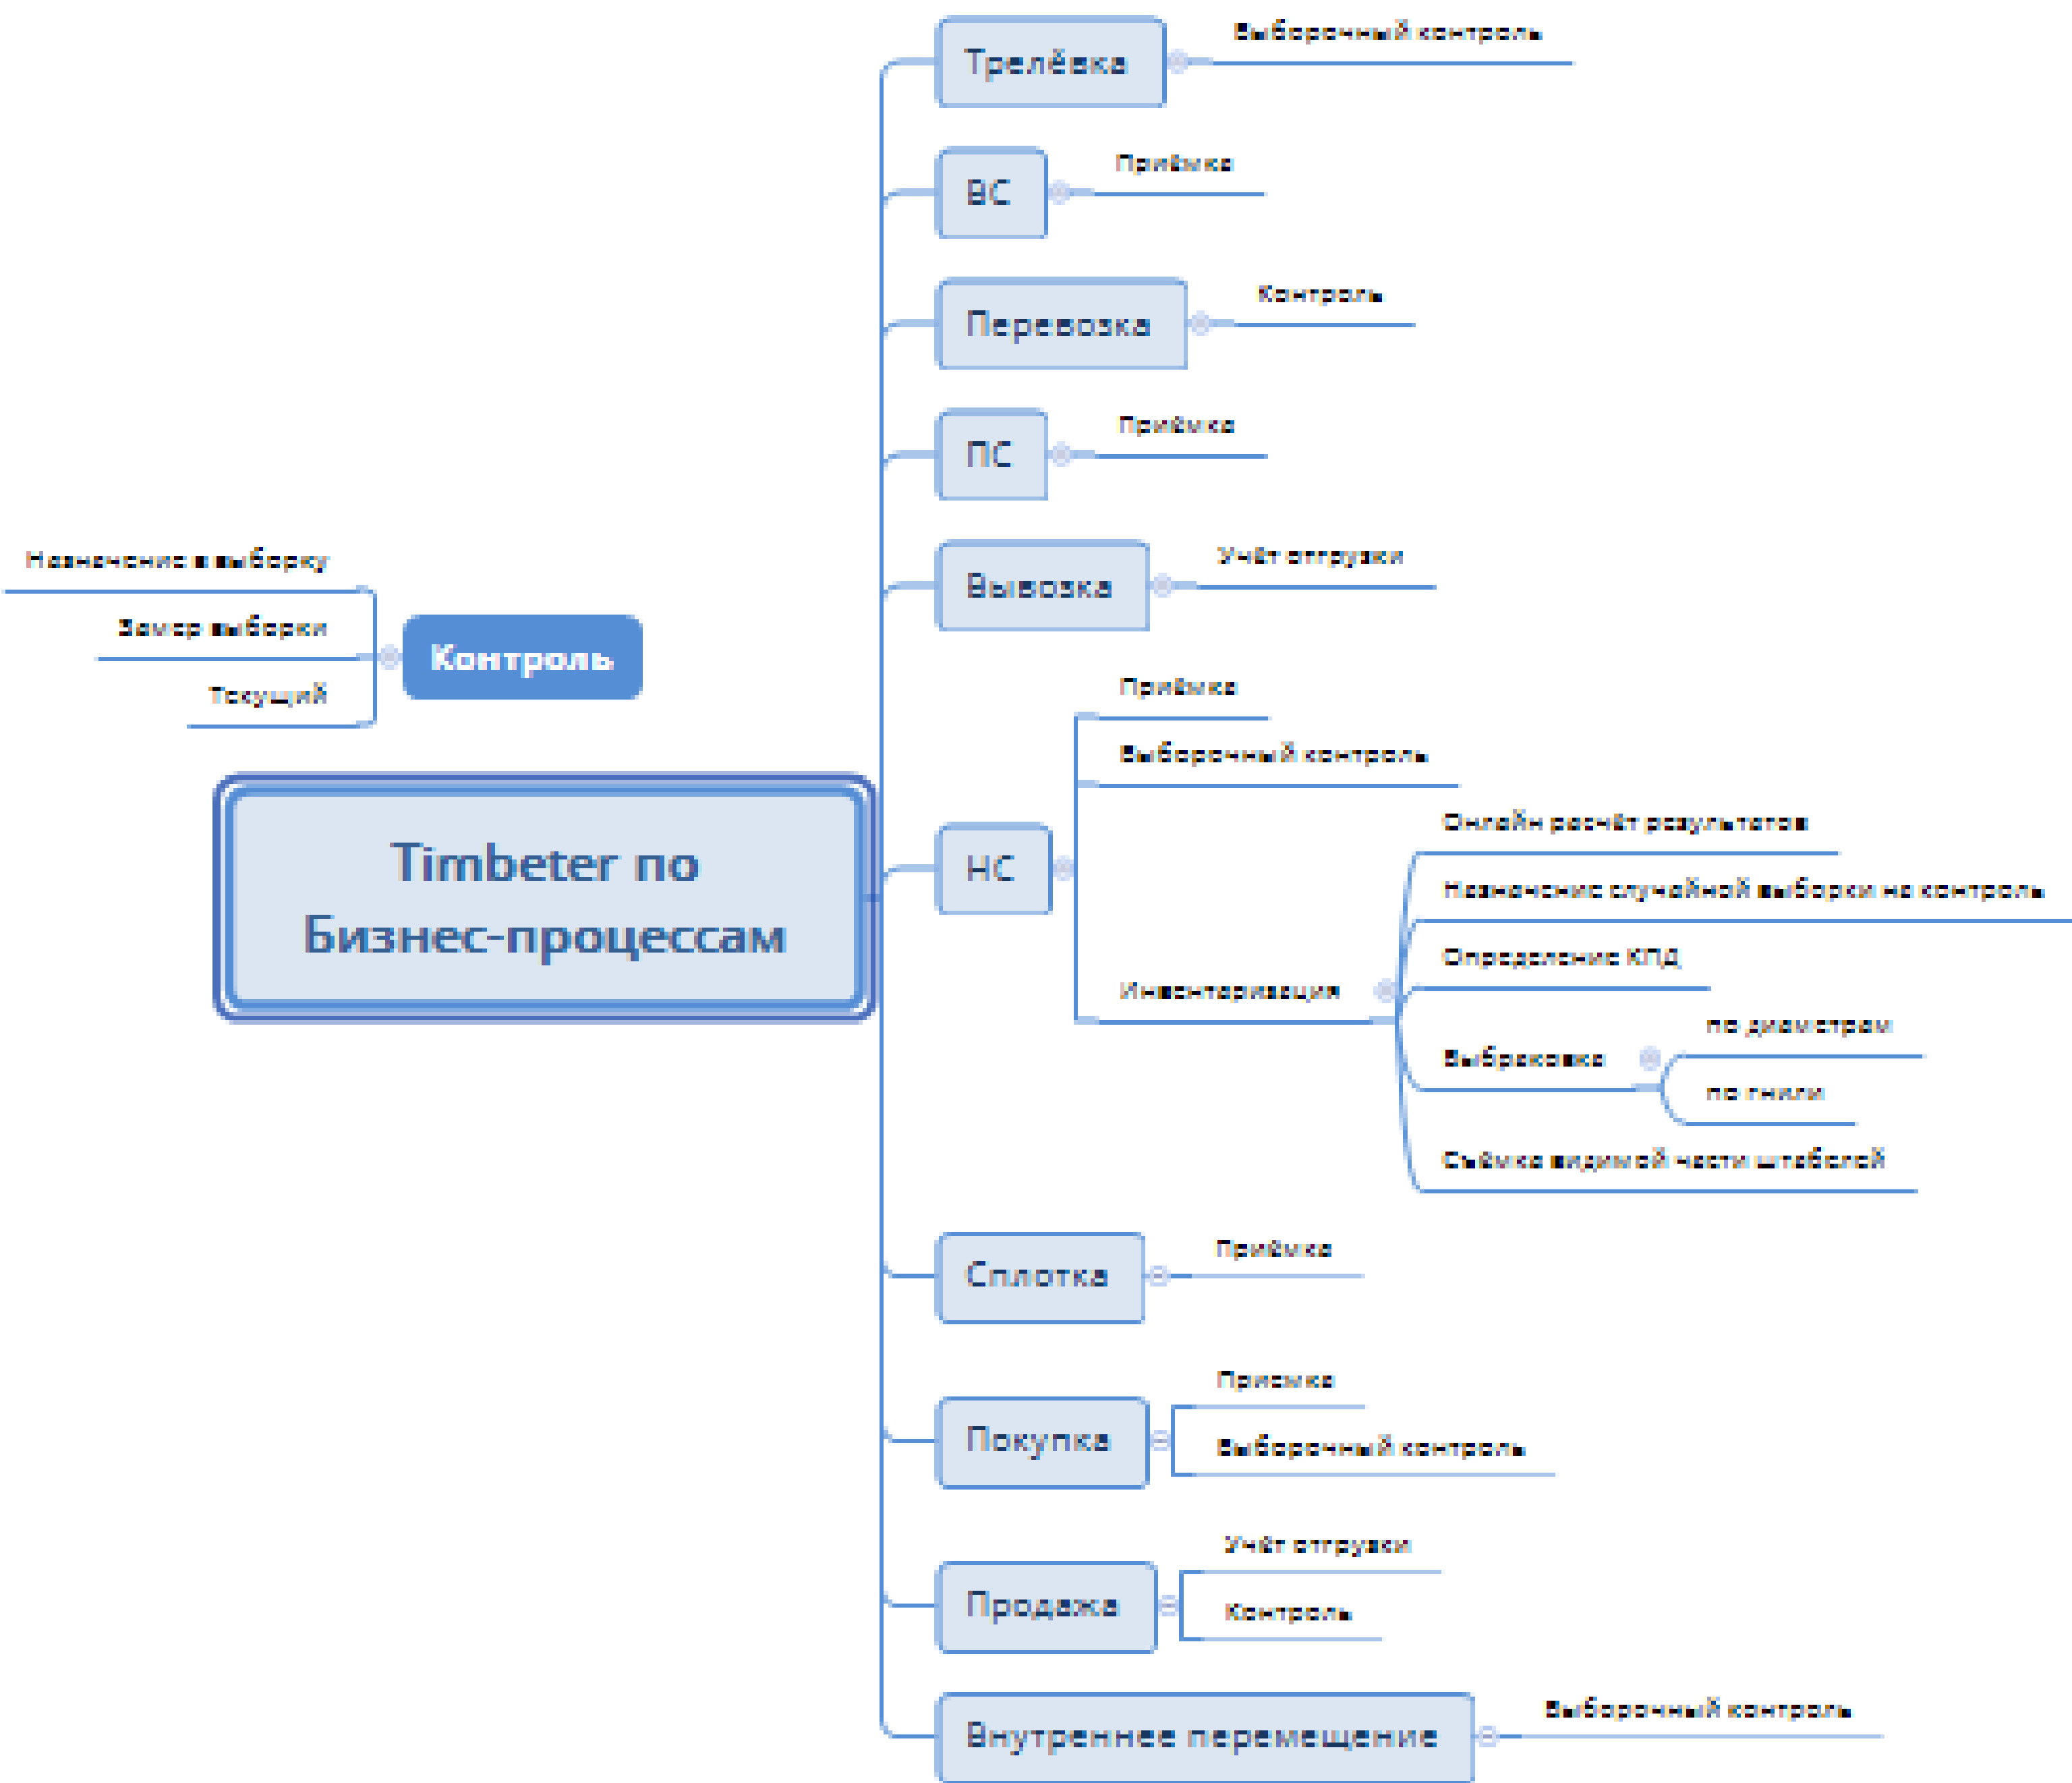 Трелёвка
Выборочный контроль
ВС
Приёмка
Перевозка
Контроль
ПС
Приёмка
Вывозка
Учёт отгрузки
Назначение в выборку
Замер выборки
Текущий
Контроль
Timbeter по
Бизнес-процессам
НС
Приёмка
Выборочный контроль
Инвентаризация
Онлайн расчёт результатов
Назначение случайной выборки на контроль
Определение КПД
Выбраковка
по диаметрам
по гнили
Съёмка видимой части штабелей
Сплотка
Приёмка
Покупка
Приемка
Выборочный контроль
Продажа
Учёт отгрузки
Контроль
Внутреннее перемещение
Выборочный контроль